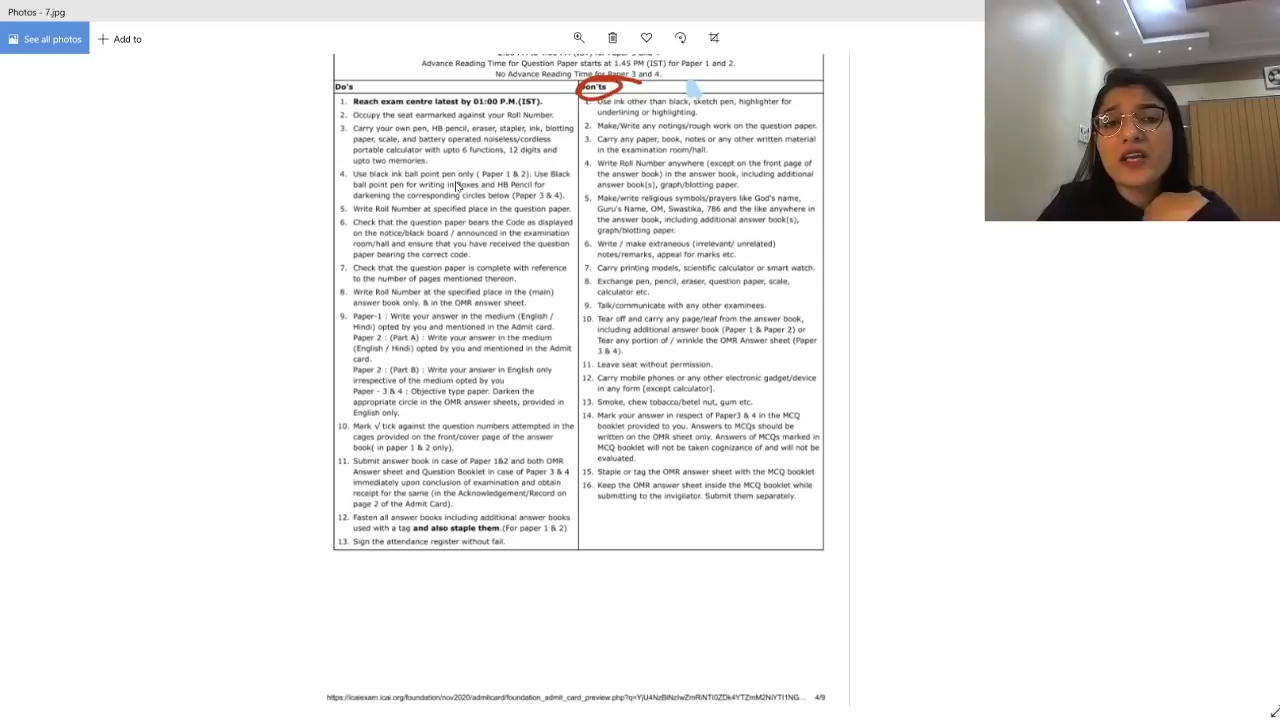 Photos - 7.jpg
See all photos
Add to
Advance Reading Time for Question Paper starts at 1.45 PM (IST) for Paper 1 and 2.
No Advance Reading Time for Paper 3 and 4.
Do's
1. Reach exam centre latest by 01:00 P.M.(IST).
2. Occupy the seat earmarked against your Roll Number.
3. Carry your own pen, HB pencil, eraser, stapler, ink, blotting
paper, scale, and battery operated noiseless/cordless
portable calculator with upto 6 functions, 12 digits and
upto two memories.
4. Use black ink ball point pen only ( Paper 1 & 2). Use Black
ball point pen for writing in boxes and HB Pencil for
darkening the corresponding circles below (Paper 3 & 4).
5. Write Roll Number at specified place in the question paper.
6. Check that the question paper bears the Code as displayed
on the notice/black board / announced in the examination
room/hall and ensure that you have received the question
paper bearing the correct code.
7. Check that the question paper is complete with reference
to the number of pages mentioned thereon.
8. Write Roll Number at the specified place in the (main)
answer book only. & in the OMR answer sheet.
9. Paper-1 : Write your answer in the medium (English /
Hindi) opted by you and mentioned in the Admit card.
Paper 2 : (Part A) : Write your answer in the medium
(English / Hindi) opted by you and mentioned in the Admit
card.
Paper 2 : (Part B) : Write your answer in English only
irrespective of the medium opted by you
Paper - 3 & 4 : Objective type paper. Darken the
appropriate circle in the OMR answer sheets, provided in
English only.
10. Mark √ tick against the question numbers attempted in the
cages provided on the front/cover page of the answer
book( in paper 1 & 2 only).
11. Submit answer book in case of Paper 1&2 and both OMR
Answer sheet and Question Booklet in case of Paper 3 & 4
immediately upon conclusion of examination and obtain
receipt for the same (in the Acknowledgement/Record on
page 2 of the Admit Card).
12. Fasten all answer books including additional answer books
used with a tag and also staple them.(For paper 1 & 2)
13. Sign the attendance register without fail.
Don'ts
1. Use ink other than black, sketch pen, highlighter for
underlining or highlighting.
2. Make/Write any notings/rough work on the question paper.
3. Carry any paper, book, notes or any other written material
in the examination room/hall.
4. Write Roll Number anywhere (except on the front page of
the answer book) in the answer book, including additional
answer book(s), graph/blotting paper.
5. Make/write religious symbols/prayers like God's name,
Guru's Name, OM, Swastika, 786 and the like anywhere in
the answer book, including additional answer book(s),
graph/blotting paper.
6. Write / make extraneous (irrelevant/ unrelated)
notes/remarks, appeal for marks etc.
7. Carry printing models, scientific calculator or smart watch.
8. Exchange pen, pencil, eraser, question paper, scale,
calculator etc.
9. Talk/communicate with any other examinees.
10. Tear off and carry any page/leaf from the answer book,
including additional answer book (Paper 1 & Paper 2) or
Tear any portion of / wrinkle the OMR Answer sheet (Paper
3 & 4).
11. Leave seat without permission.
12. Carry mobile phones or any other electronic gadget/device
in any form [except calculator].
13. Smoke, chew tobacco/betel nut, gum etc.
14. Mark your answer in respect of Paper3 & 4 in the MCQ
booklet provided to you. Answers to MCQs should be
written on the OMR sheet only. Answers of MCQs marked in
MCQ booklet will not be taken cognizance of and will not be
evaluated.
15. Staple or tag the OMR answer sheet with the MCQ booklet
16. Keep the OMR answer sheet inside the MCQ booklet while
submitting to the invigilator. Submit them separately.
4/9